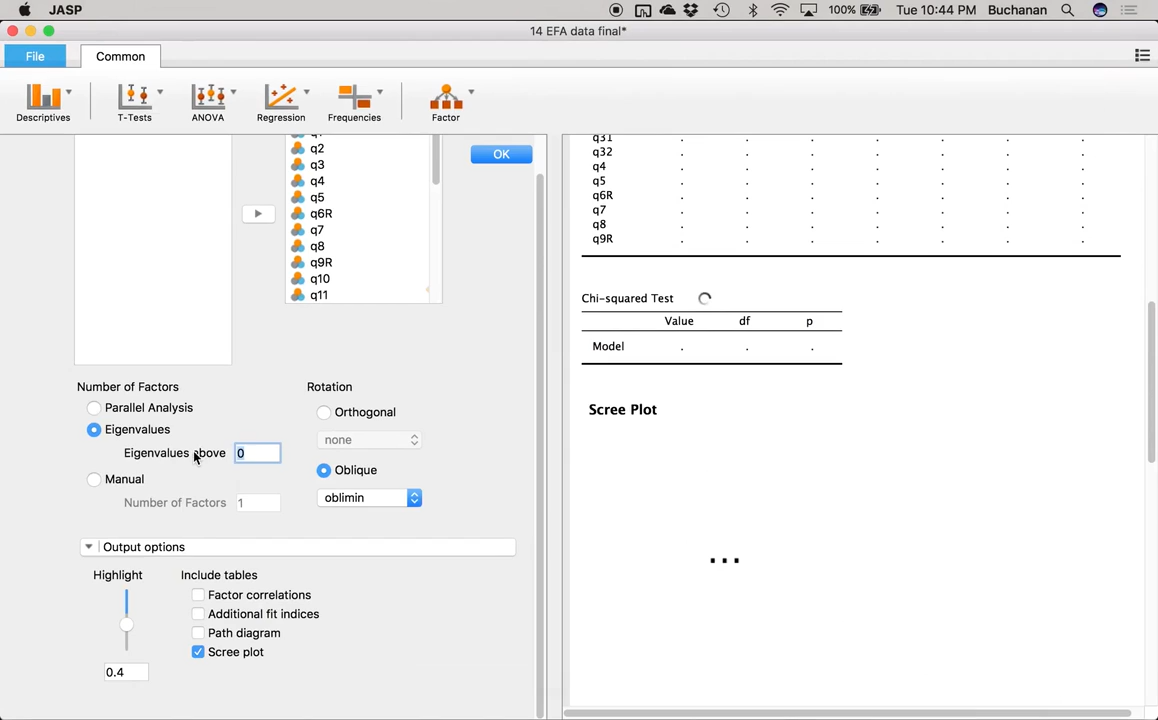 JASP
100%
Tue 10:44 PM
Buchanan
14 EFA data final*
File
Common
Descriptives
T-Tests
ANOVA
Regression
Frequencies
Factor
q2
q3
q4
q5
q6R
q7
q8
q9R
q10
q11
OK
Number of Factors
Parallel Analysis
Eigenvalues
Eigenvalues above 0
Manual
Number of Factors 1
Rotation
Orthogonal
none
Oblique
oblimin
Output options
Highlight
0.4
Include tables
Factor correlations
Additional fit indices
Path diagram
Scree plot
q31 . . . . . .
q32 . . . . . .
q4 . . . . . .
q5 . . . . . .
q6R . . . . . .
q7 . . . . . .
q8 . . . . . .
q9R . . . . . .
Chi-squared Test
Value df p
Model . . .
Scree Plot
...